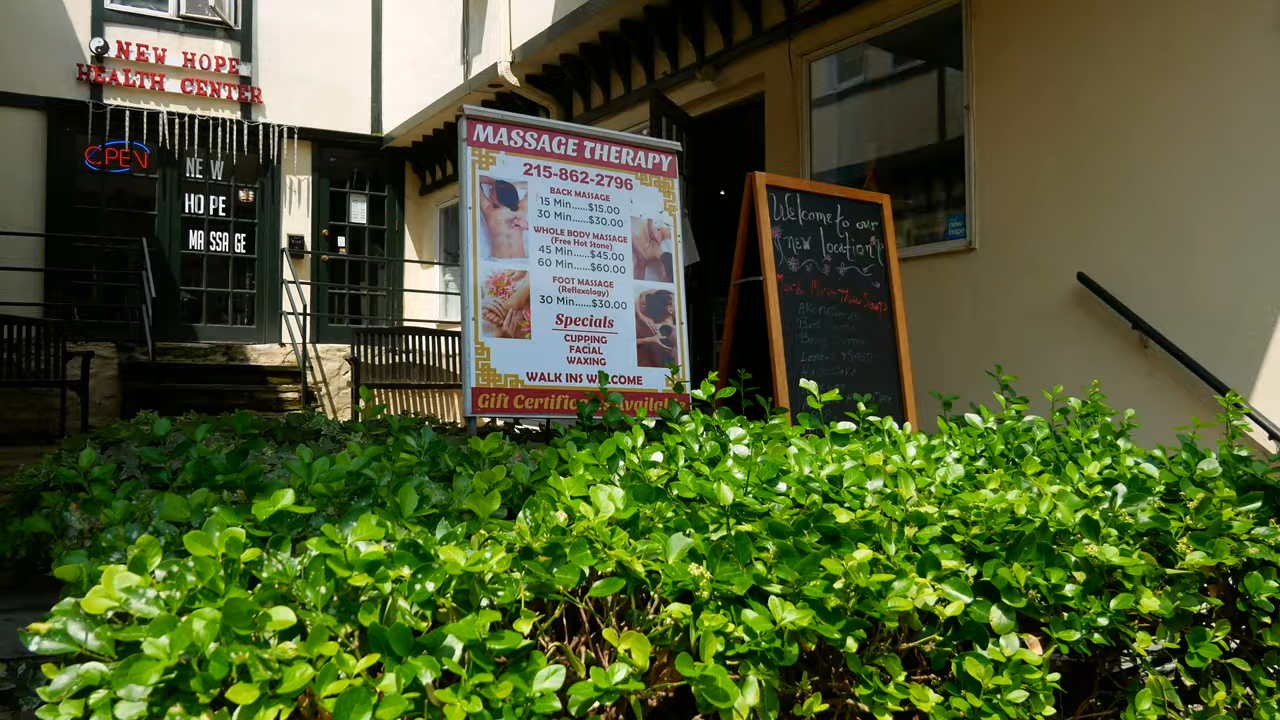 NEW HOPE
HEALTH CENTER
OPEN
NEW
HOPE
MASSAGE
MASSAGE THERAPY
215-862-2796
BACK MASSAGE
15 Min.....$15.00
30 Min.....$30.00
WHOLE BODY MASSAGE
(Free Hot Stone)
45 Min.....$45.00
60 Min.....$60.00
FOOT MASSAGE
(Reflexology)
30 Min.....$30.00
Specials
CUPPING
FACIAL
WAXING
WALK INS WELCOME
Gift Certificates Availabl
Welcome to our
new location
new
hope